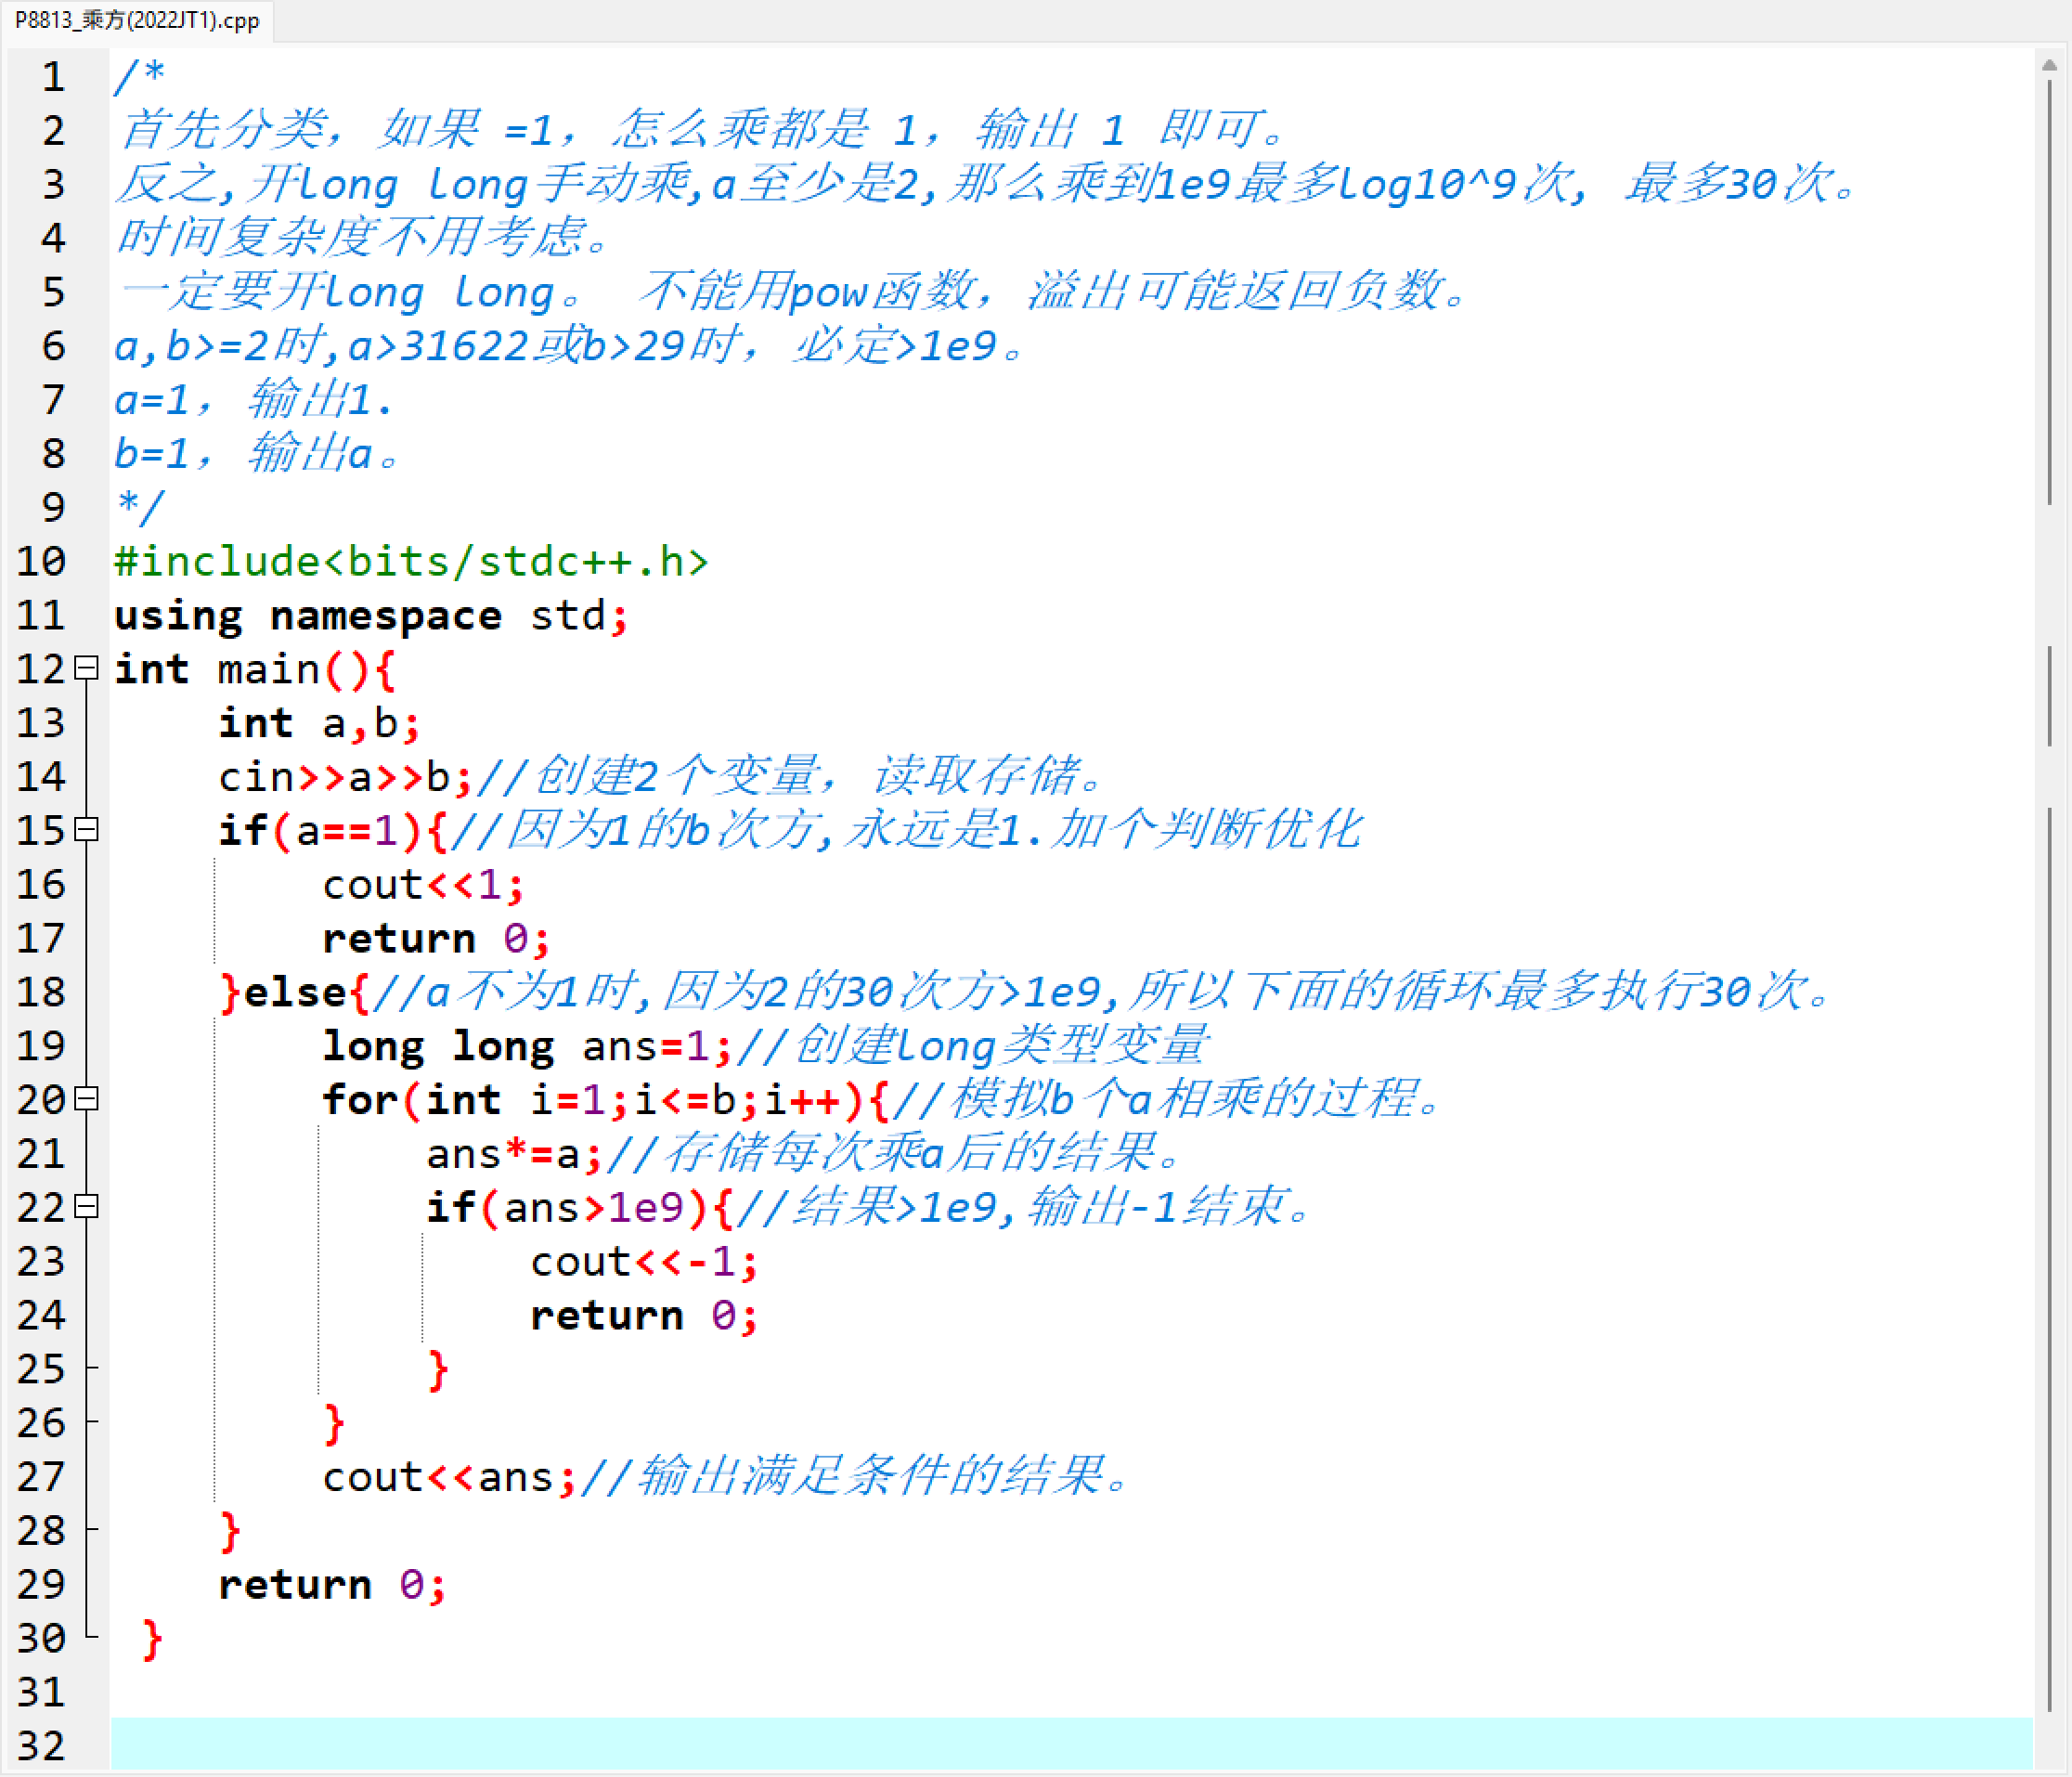 P8813_乘方(2022JT1).cpp
1 /*
2 首先分类，如果 =1，怎么乘都是 1，输出 1 即可。
3 反之,开long long手动乘,a至少是2,那么乘到1e9最多log10^9次，最多30次。
4 时间复杂度不用考虑。
5 一定要开long long。 不能用pow函数，溢出可能返回负数。
6 a,b>=2时,a>31622或b>29时，必定>1e9。
7 a=1，输出1.
8 b=1，输出a。
9 */
10 #include<bits/stdc++.h>
11 using namespace std;
12 int main(){
13     int a,b;
14     cin>>a>>b;//创建2个变量，读取存储。
15     if(a==1){//因为1的b次方,永远是1.加个判断优化
16         cout<<1;
17         return 0;
18     }else{//a不为1时,因为2的30次方>1e9,所以下面的循环最多执行30次。
19         long long ans=1;//创建long类型变量
20         for(int i=1;i<=b;i++){//模拟b个a相乘的过程。
21             ans*=a;//存储每次乘a后的结果。
22             if(ans>1e9){//结果>1e9,输出-1结束。
23                 cout<<-1;
24                 return 0;
25             }
26         }
27         cout<<ans;//输出满足条件的结果。
28     }
29     return 0;
30  }
31
32